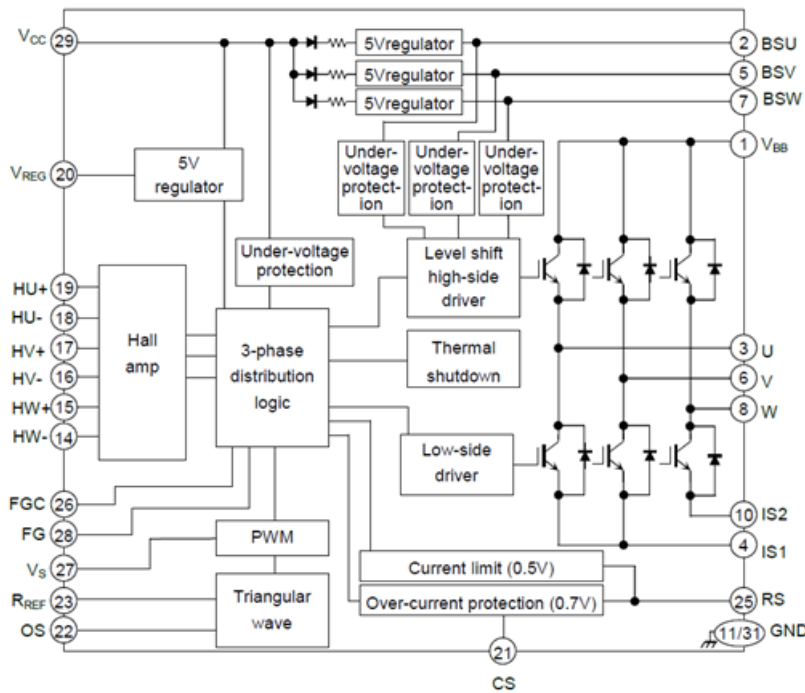 VCC
29
5Vregulator
2
BSU
5Vregulator
5
BSV
5Vregulator
7
BSW
Under-
voltage
protect-
ion
Under-
voltage
protect-
ion
Under-
voltage
protect-
ion
1
VBB
VREG
20
5V
regulator
Under-voltage
protection
Level shift
high-side
driver
HU+
19
HU-
18
HV+
17
HV-
16
HW+
15
HW-
14
Hall
amp
3-phase
distribution
logic
Thermal
shutdown
3
U
6
V
8
W
Low-side
driver
FGC
26
FG
28
VS
27
RREF
23
OS
22
PWM
Triangular
wave
10
IS2
4
IS1
Current limit (0.5V)
Over-current protection (0.7V)
25
RS
11/31
GND
21
CS